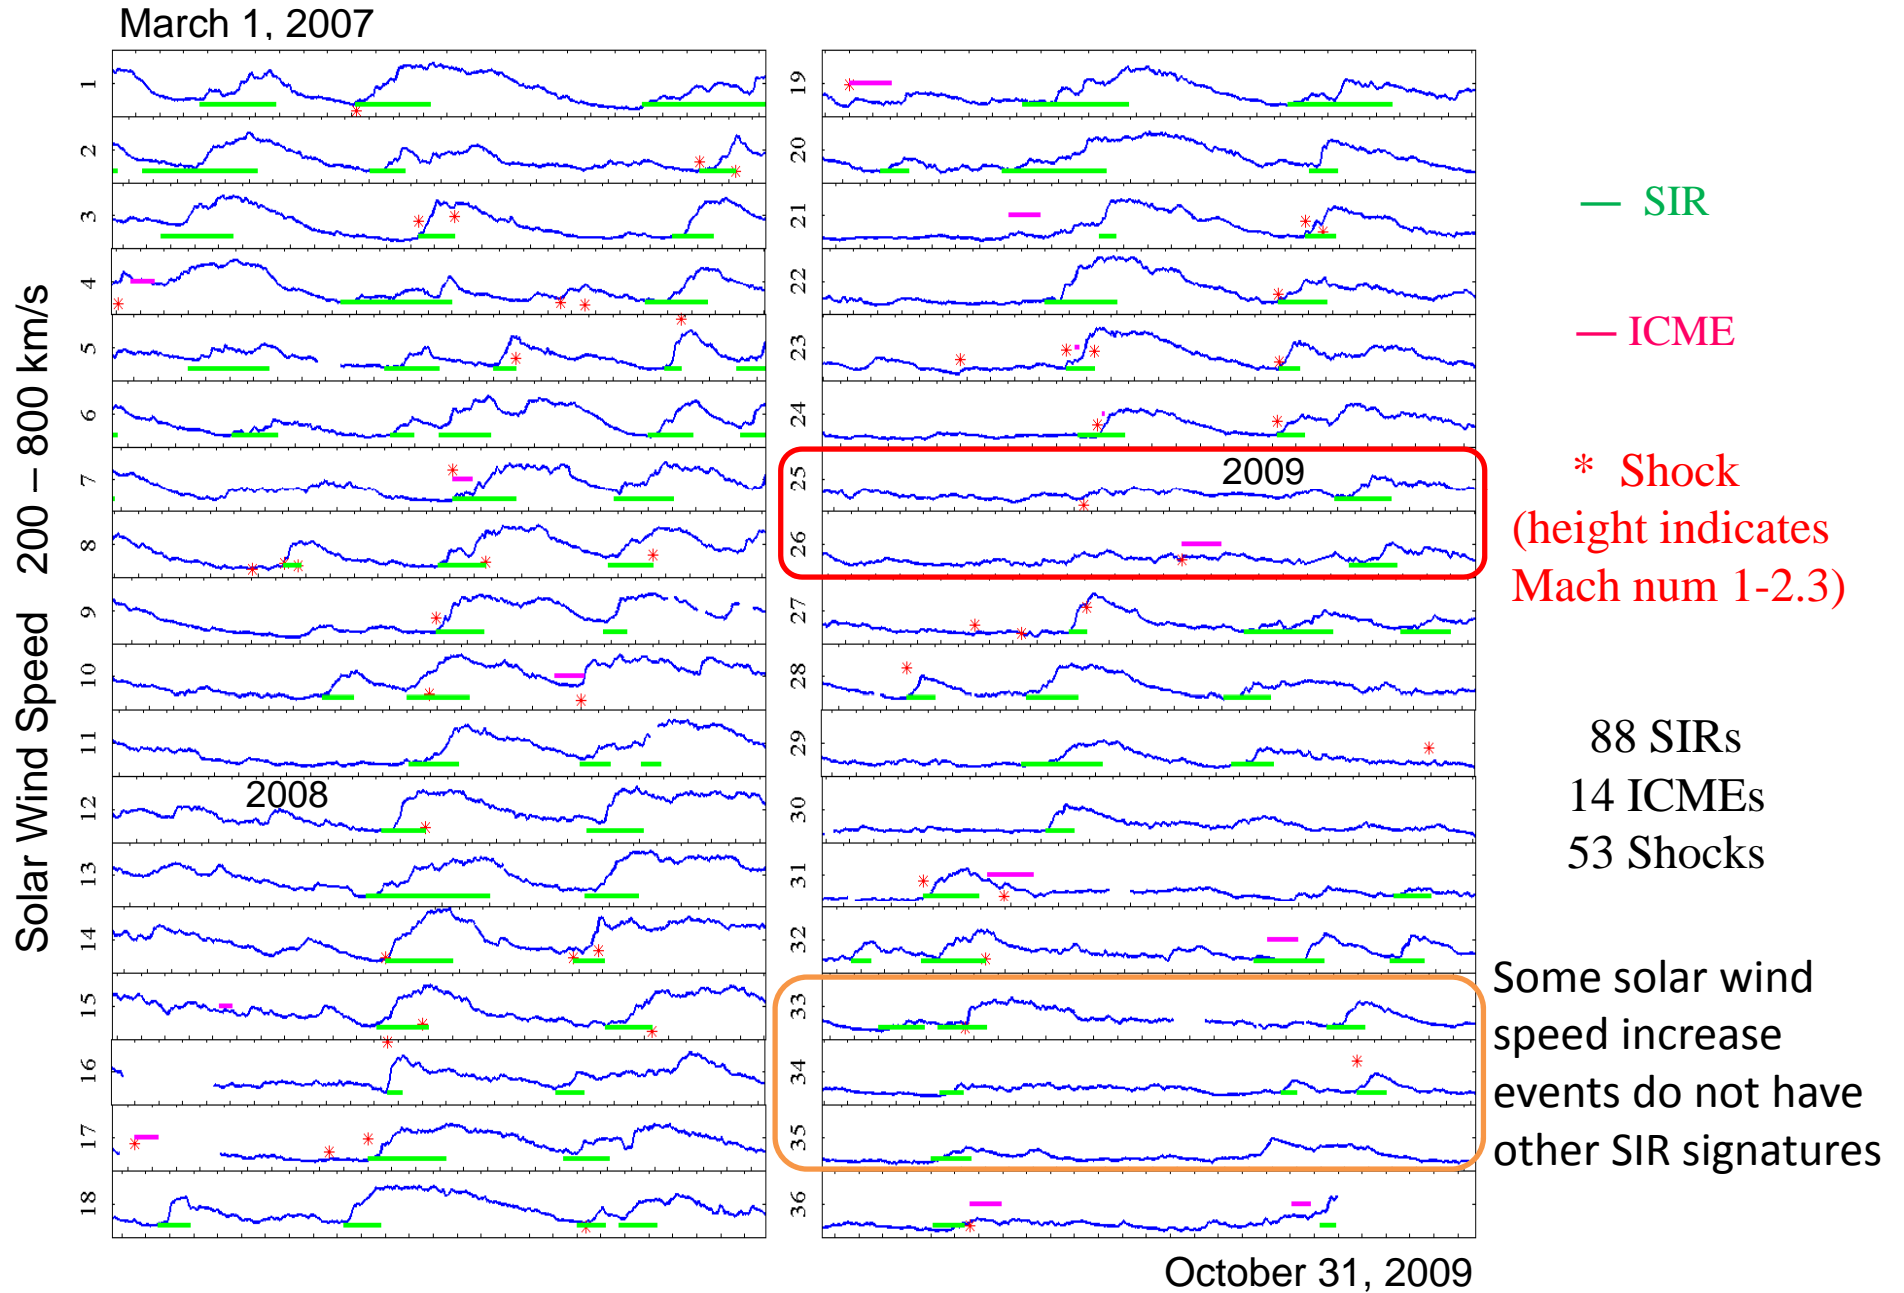 March 1, 2007
Solar Wind Speed 200 – 800 km/s
1
2
3
4
5
6
7
8
9
10
11
12
2008
13
14
15
16
17
18
19
20
21
22
23
24
25
2009
26
27
28
29
30
31
32
33
34
35
36
October 31, 2009
— SIR
— ICME
* Shock
(height indicates
Mach num 1-2.3)
88 SIRs
14 ICMEs
53 Shocks
Some solar wind
speed increase
events do not have
other SIR signatures